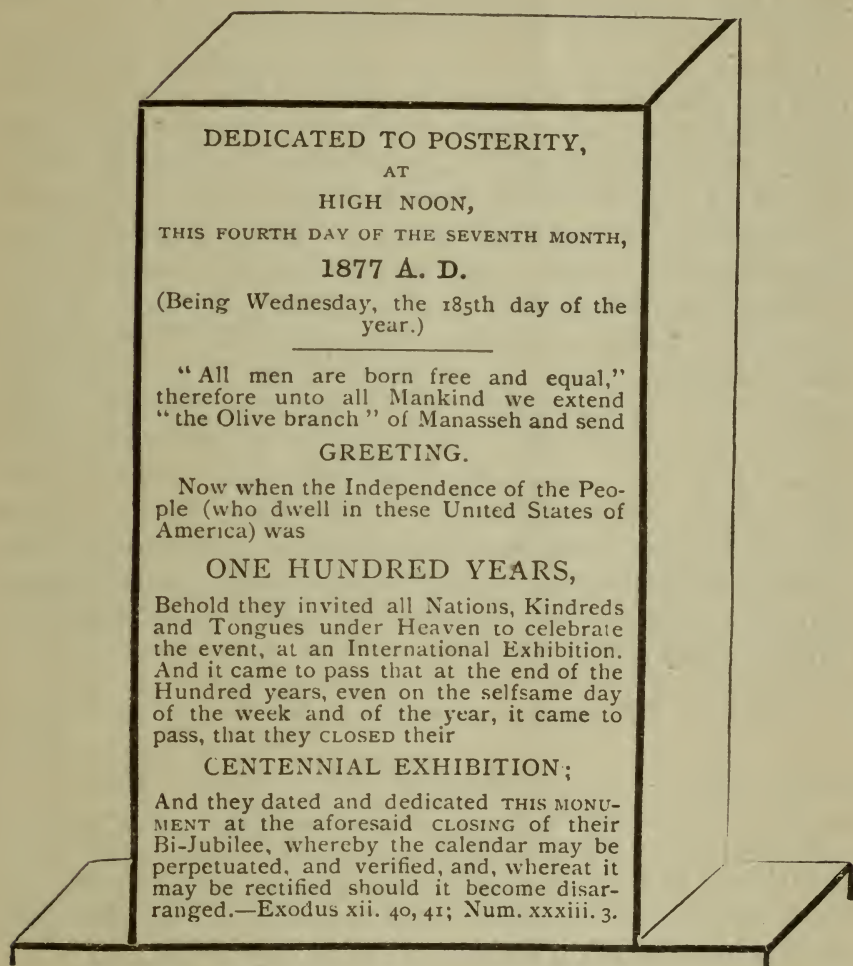 DEDICATED TO POSTERITY,
AT
HIGH NOON,
THIS FOURTH DAY OF THE SEVENTH MONTH,
1877 A. D.
(Being Wednesday, the 185th day of the
year.)
“All men are born free and equal,”
therefore unto all Mankind we extend
“the Olive branch” of Manasseh and send
GREETING.
Now when the Independence of the Peo-
ple (who dwell in these United States of
America) was
ONE HUNDRED YEARS,
Behold they invited all Nations, Kindreds
and Tongues under Heaven to celebrate
the event, at an International Exhibition.
And it came to pass that at the end of the
Hundred years, even on the selfsame day
of the week and of the year, it came to
pass, that they CLOSED their
CENTENNIAL EXHIBITION;
And they dated and dedicated THIS MONU-
MENT at the aforesaid CLOSING of their
Bi-Jubilee, whereby the calendar may be
perpetuated, and verified, and, whereat it
may be rectified should it become disar-
ranged.—Exodus xii. 40, 41; Num. xxxiii. 3.